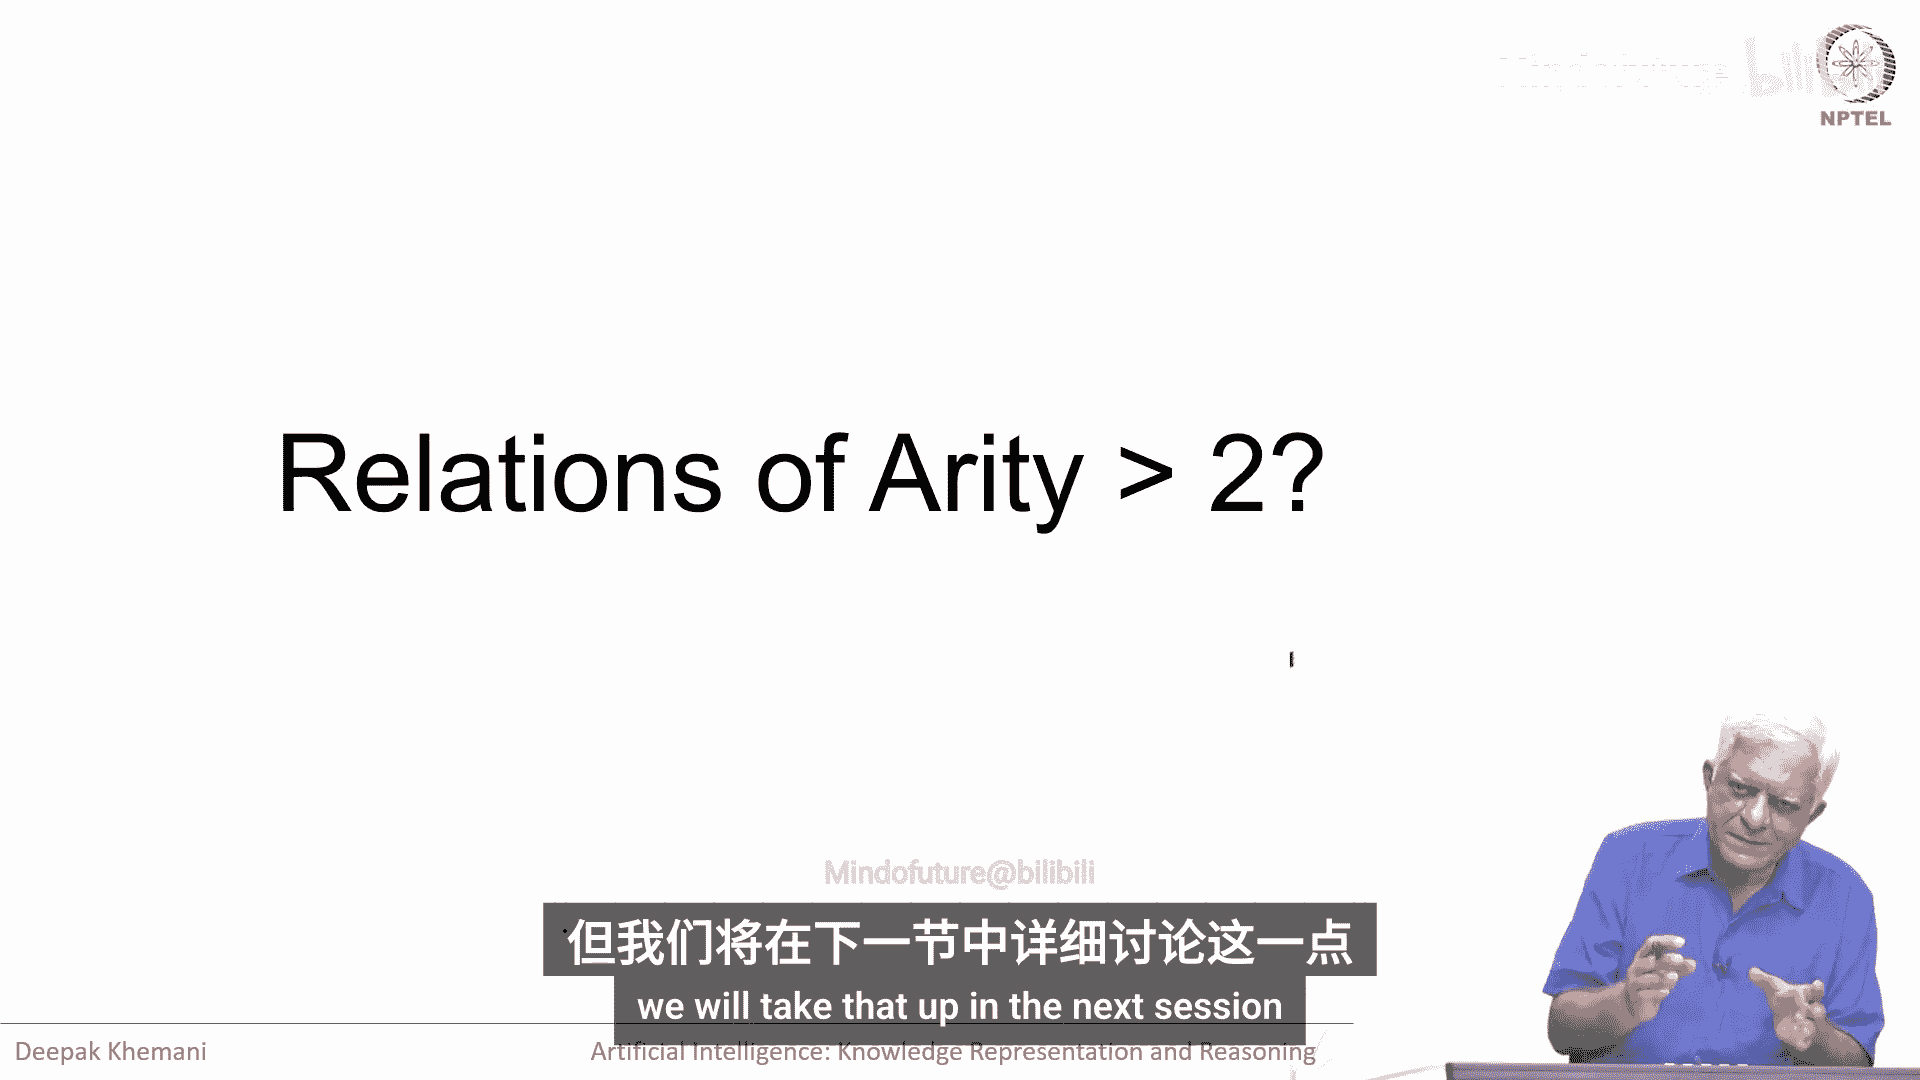 bilibili
NPTEL
Relations of Arity > 2?
Mindofuture@bilibili
但我们将在下一节中详细讨论这一点
we will take that up in the next session
Deepak Khemani
Artificial Intelligence: Knowledge Representation and Reasoning